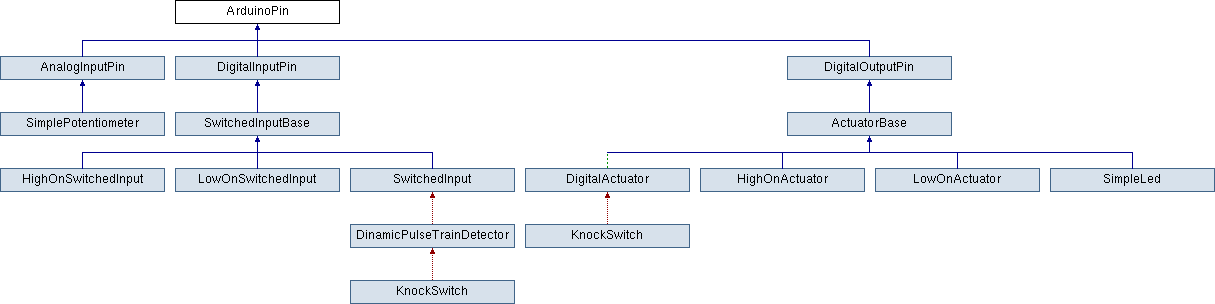 ArduinoPin
AnalogInputPin
DigitalInputPin
DigitalOutputPin
SimplePotentiometer
SwitchedInputBase
ActuatorBase
HighOnSwitchedInput
LowOnSwitchedInput
SwitchedInput
DigitalActuator
HighOnActuator
LowOnActuator
SimpleLed
DinamicPulseTrainDetector
KnockSwitch
KnockSwitch